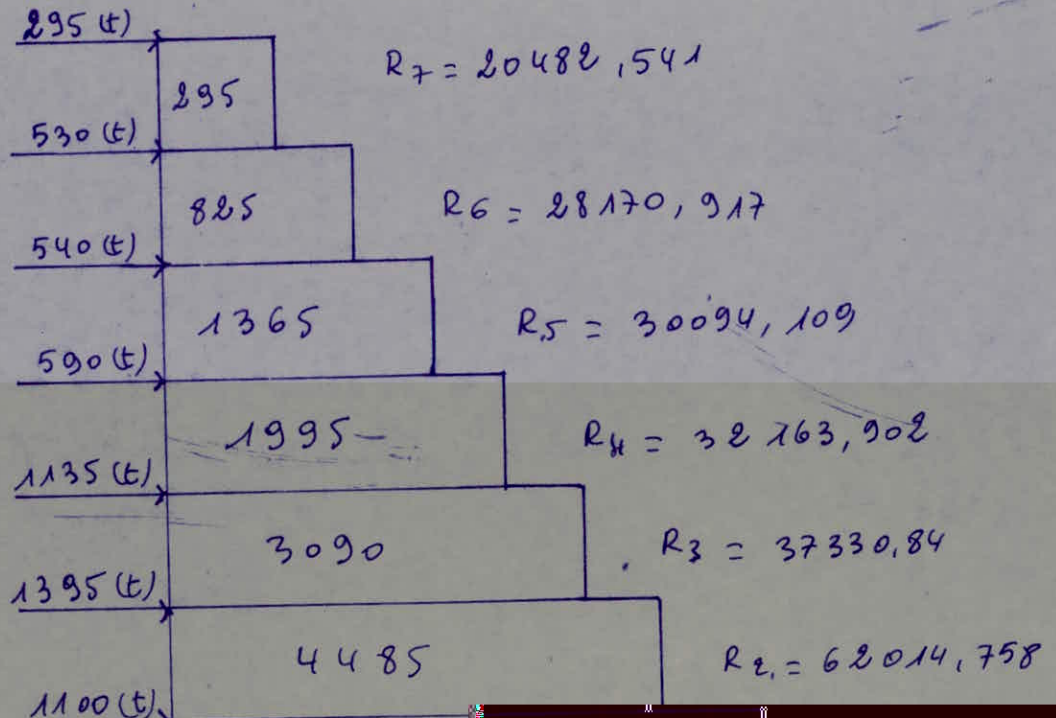 295 (t)
R7 = 20482,541
295
530 (t)
825
R6 = 28170,917
540 (t)
1365
R5 = 30094,109
590 (t)
1995
R4 = 32763,902
1135 (t)
3090
R3 = 37330,84
1395 (t)
4485
R2 = 62014,758
1100 (t)